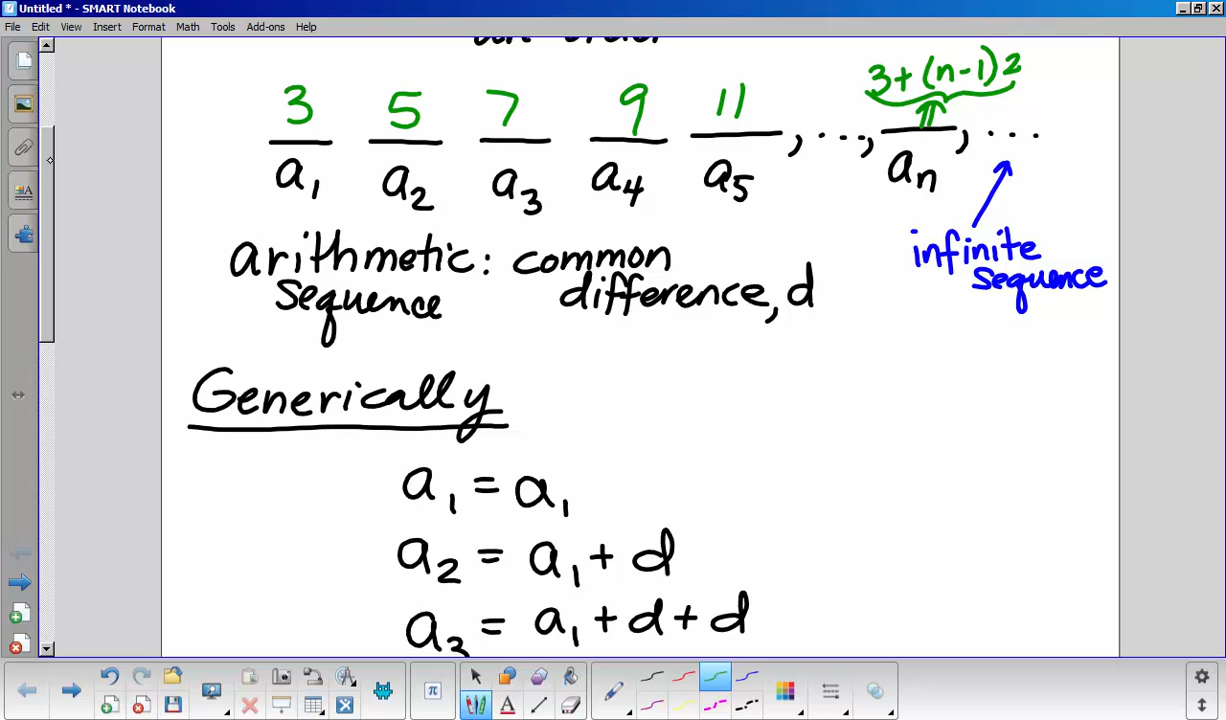 Untitled * - SMART Notebook
File Edit View Insert Format Math Tools Add-ons Help
3 + (n-1) 2
3 5 7 9 11
a₁ a₂ a₃ a₄ a₅ , ..., aₙ , ...
infinite
sequence
arithmetic: common
sequence difference, d
Generically
a₁ = a₁
a₂ = a₁ + d
a₃ = a₁ + d + d
π
A